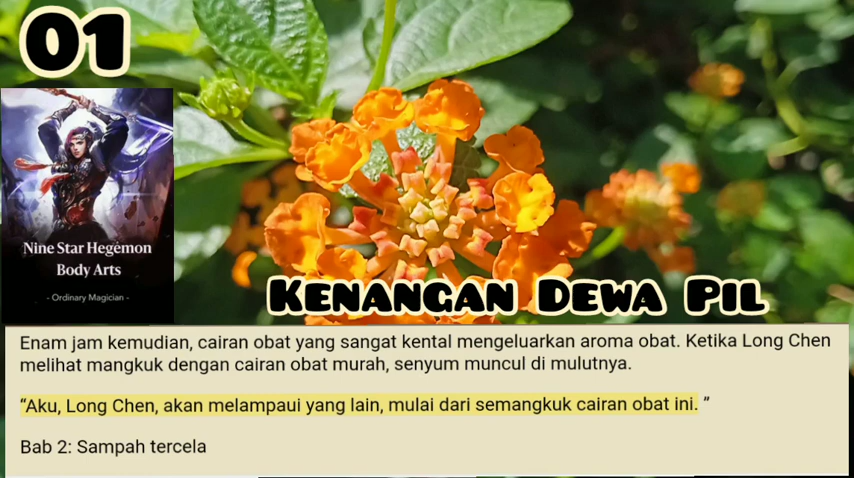 01
Nine Star Hegemon
Body Arts
- Ordinary Magician -
KENANGAN DEWA PIL
Enam jam kemudian, cairan obat yang sangat kental mengeluarkan aroma obat. Ketika Long Chen
melihat mangkuk dengan cairan obat murah, senyum muncul di mulutnya.
“Aku, Long Chen, akan melampaui yang lain, mulai dari semangkuk cairan obat ini. ”
Bab 2: Sampah tercela